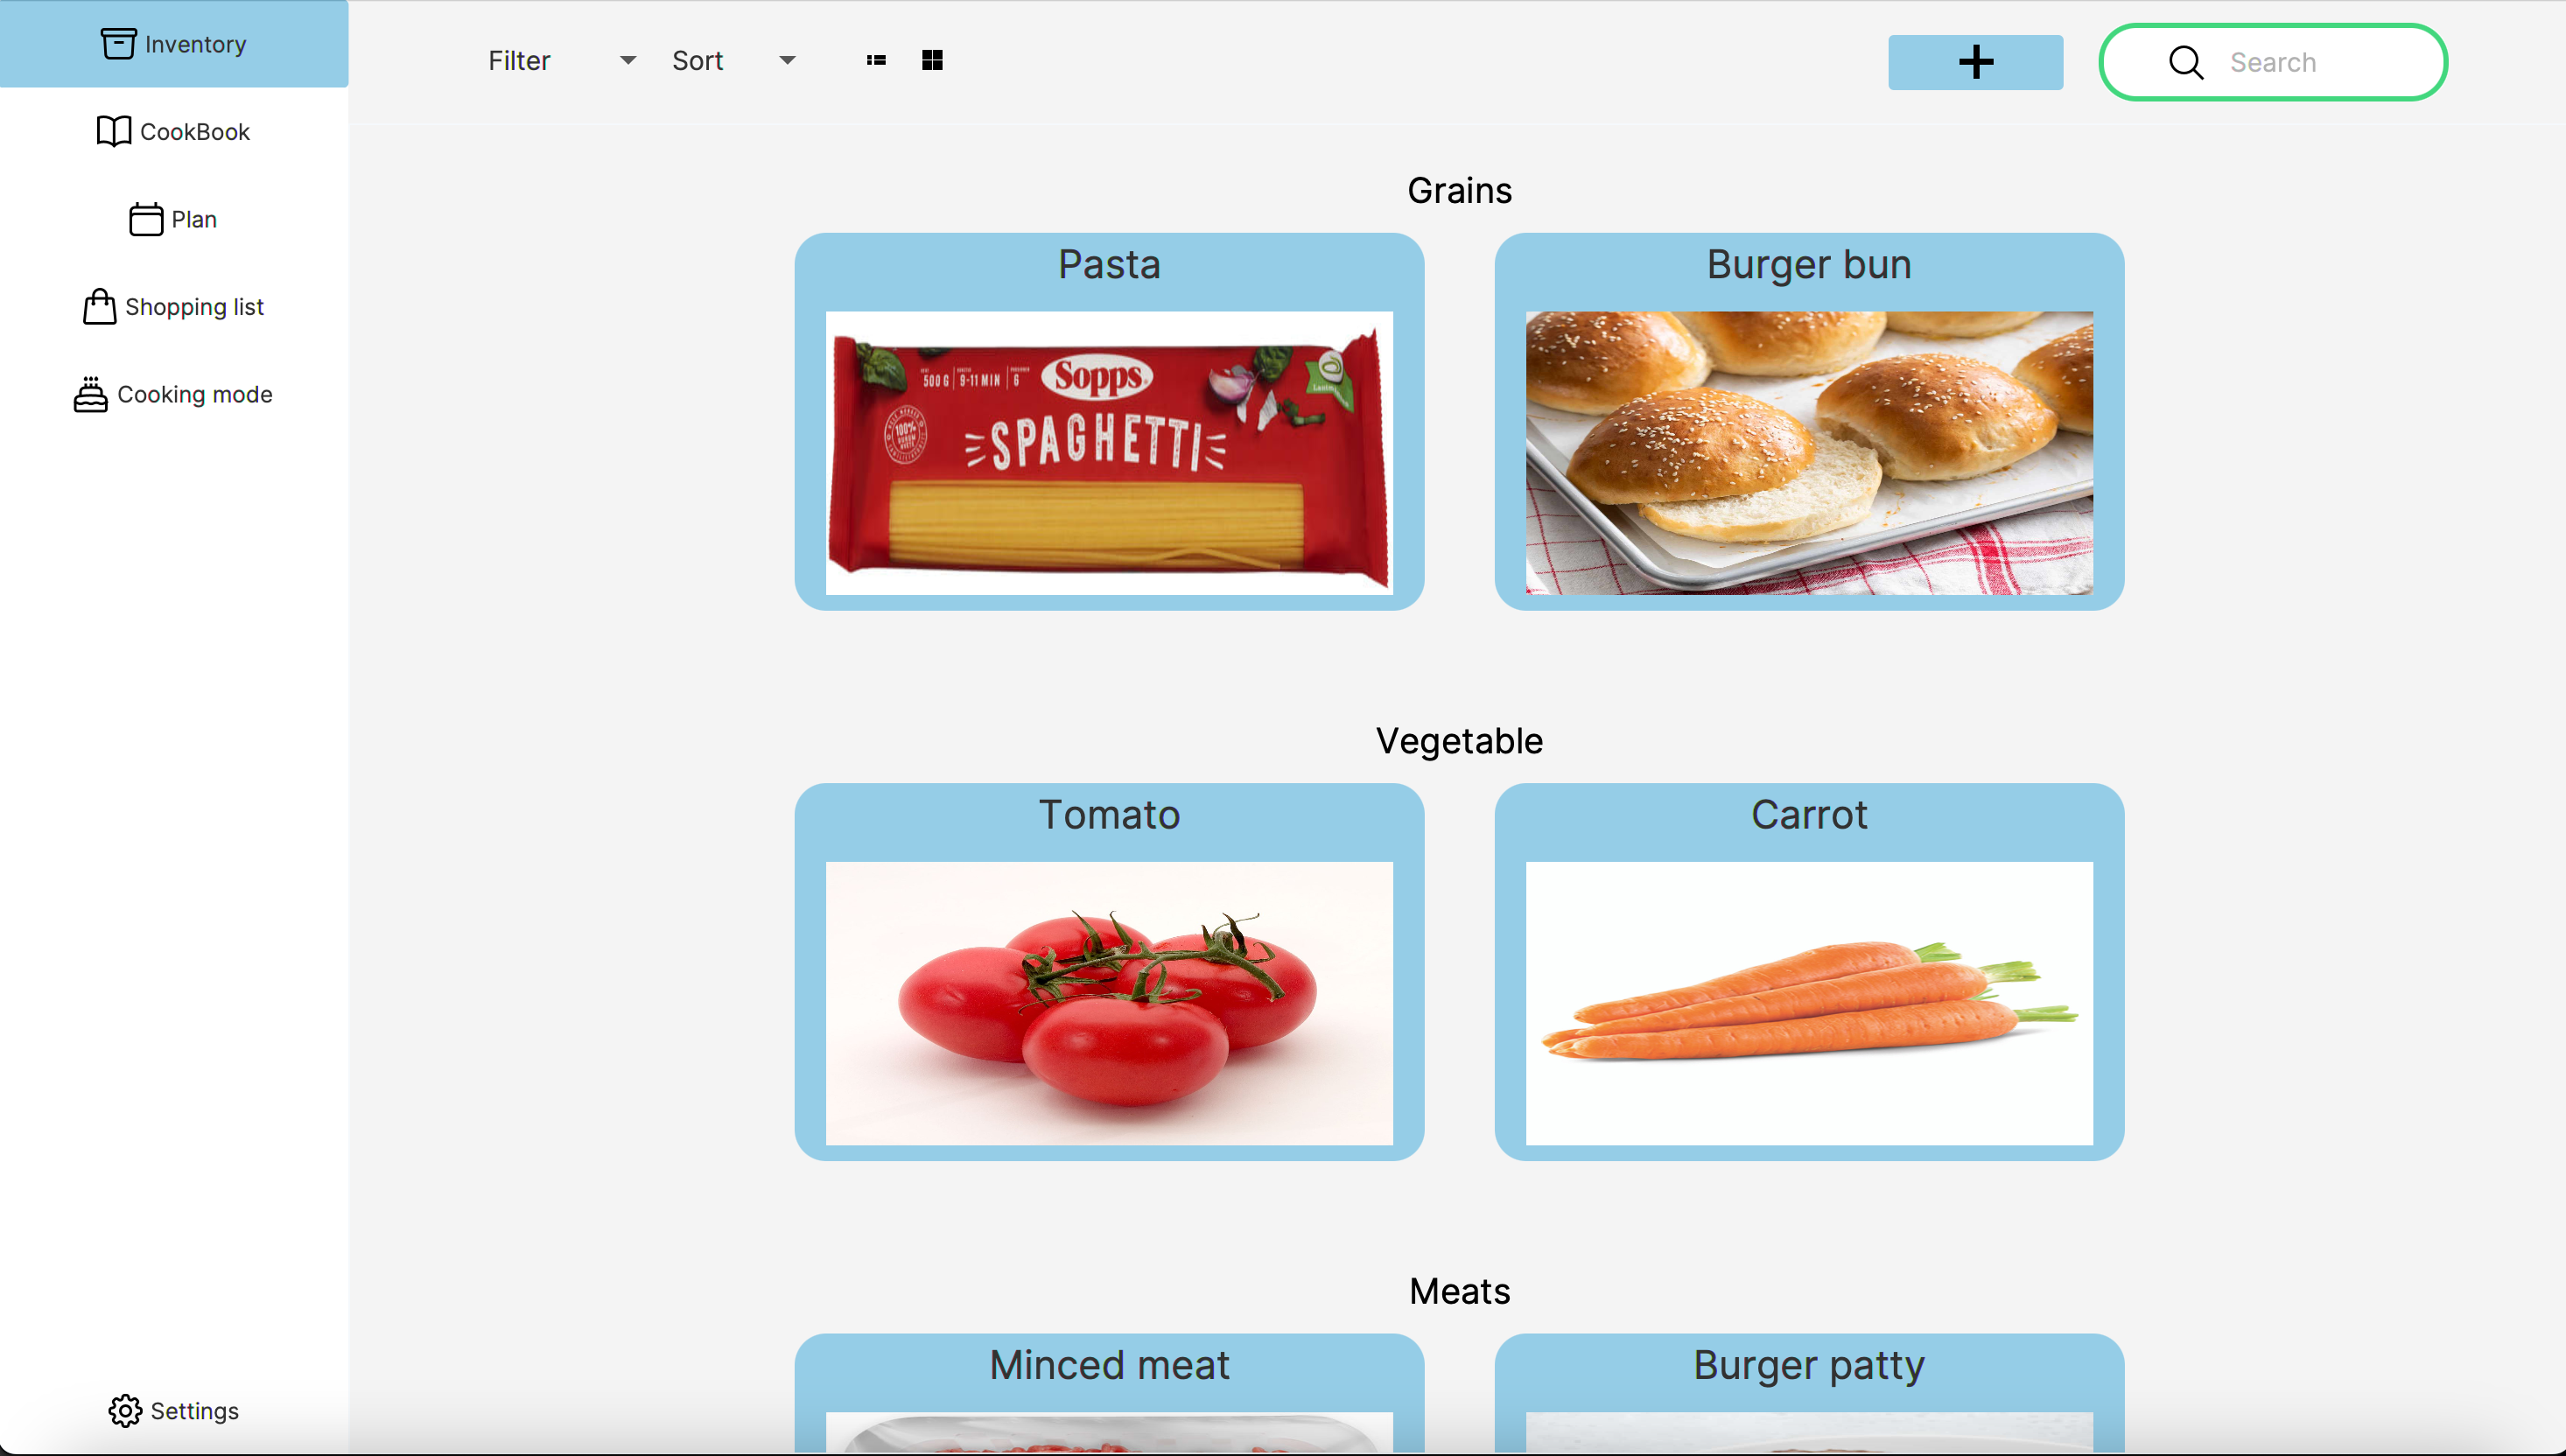 Inventory
CookBook
Plan
Shopping list
Cooking mode
Settings
Filter
Sort
Search
Grains
Pasta
500 G 9-11 MIN 6
Sopps
100%
SPAGHETTI
Burger bun
Vegetable
Tomato
Carrot
Meats
Minced meat
Burger patty